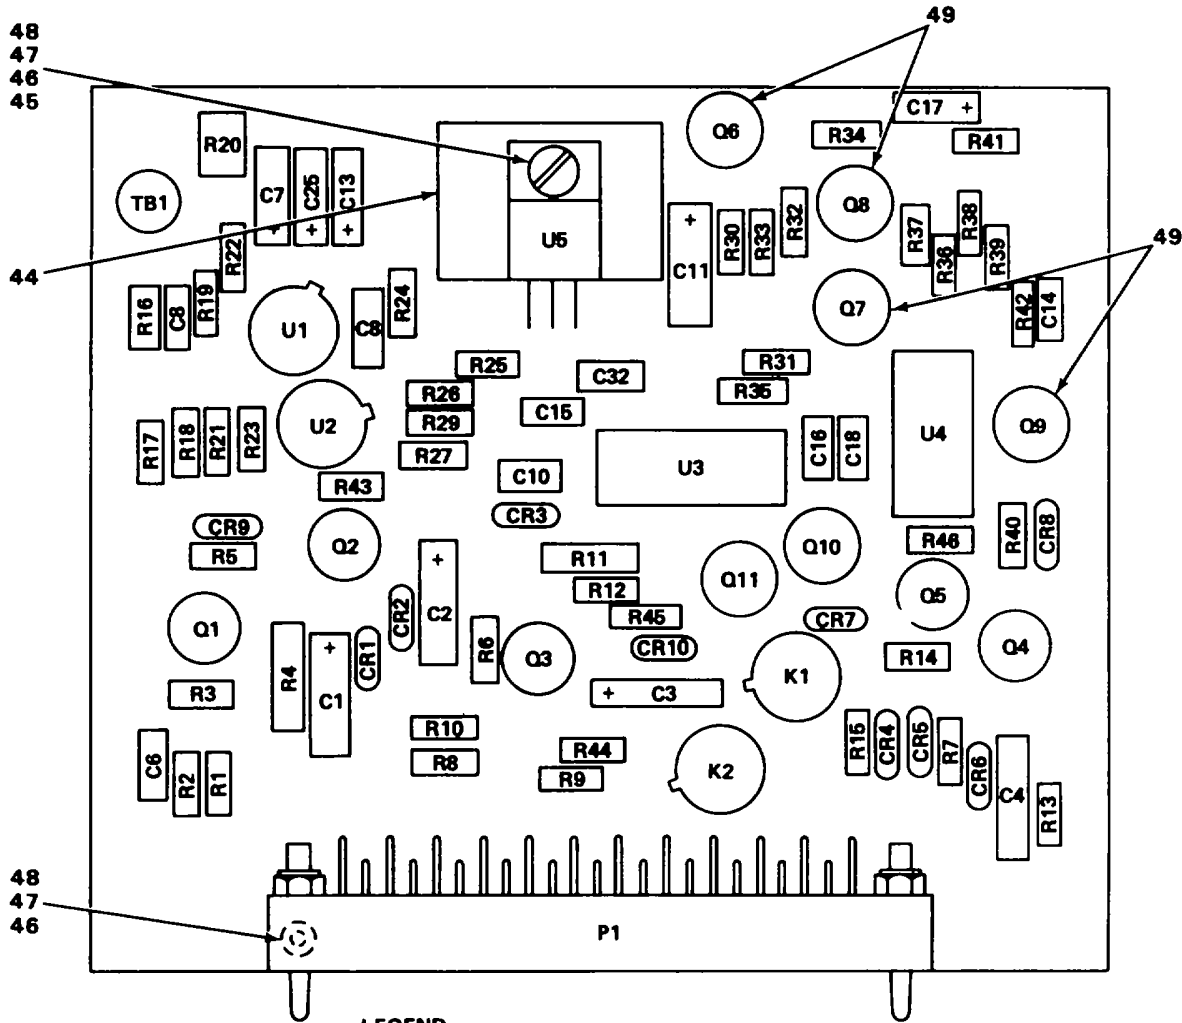 48
47
46
45
49
C17 +
Q6
R34
R41
R20
C7 +
C25 +
C13 +
TB1
Q8
R32
R38
R37
+ C11
R30
R33
U5
R22
R36
R39
49
44
R16
C8
R19
U1
C8
R24
Q7
R42
C14
R25
C32
R31
R26
R35
R29
C15
R17
R18
R21
R23
U2
R27
U3
C16
C18
U4
Q9
C10
R43
CR3
CR9
R5
Q2
R11
Q10
R46
R40
CR8
+ C2
R12
Q11
Q5
CR2
R45
CR7
Q1
R4
+ C1
CR1
R6
Q3
CR10
K1
R14
Q4
R3
+ C3
R10
R44
R15
CR4
CR5
R7
C6
R2
R1
R8
R9
K2
CR6
C4
R13
48
47
46
P1
LEGEND